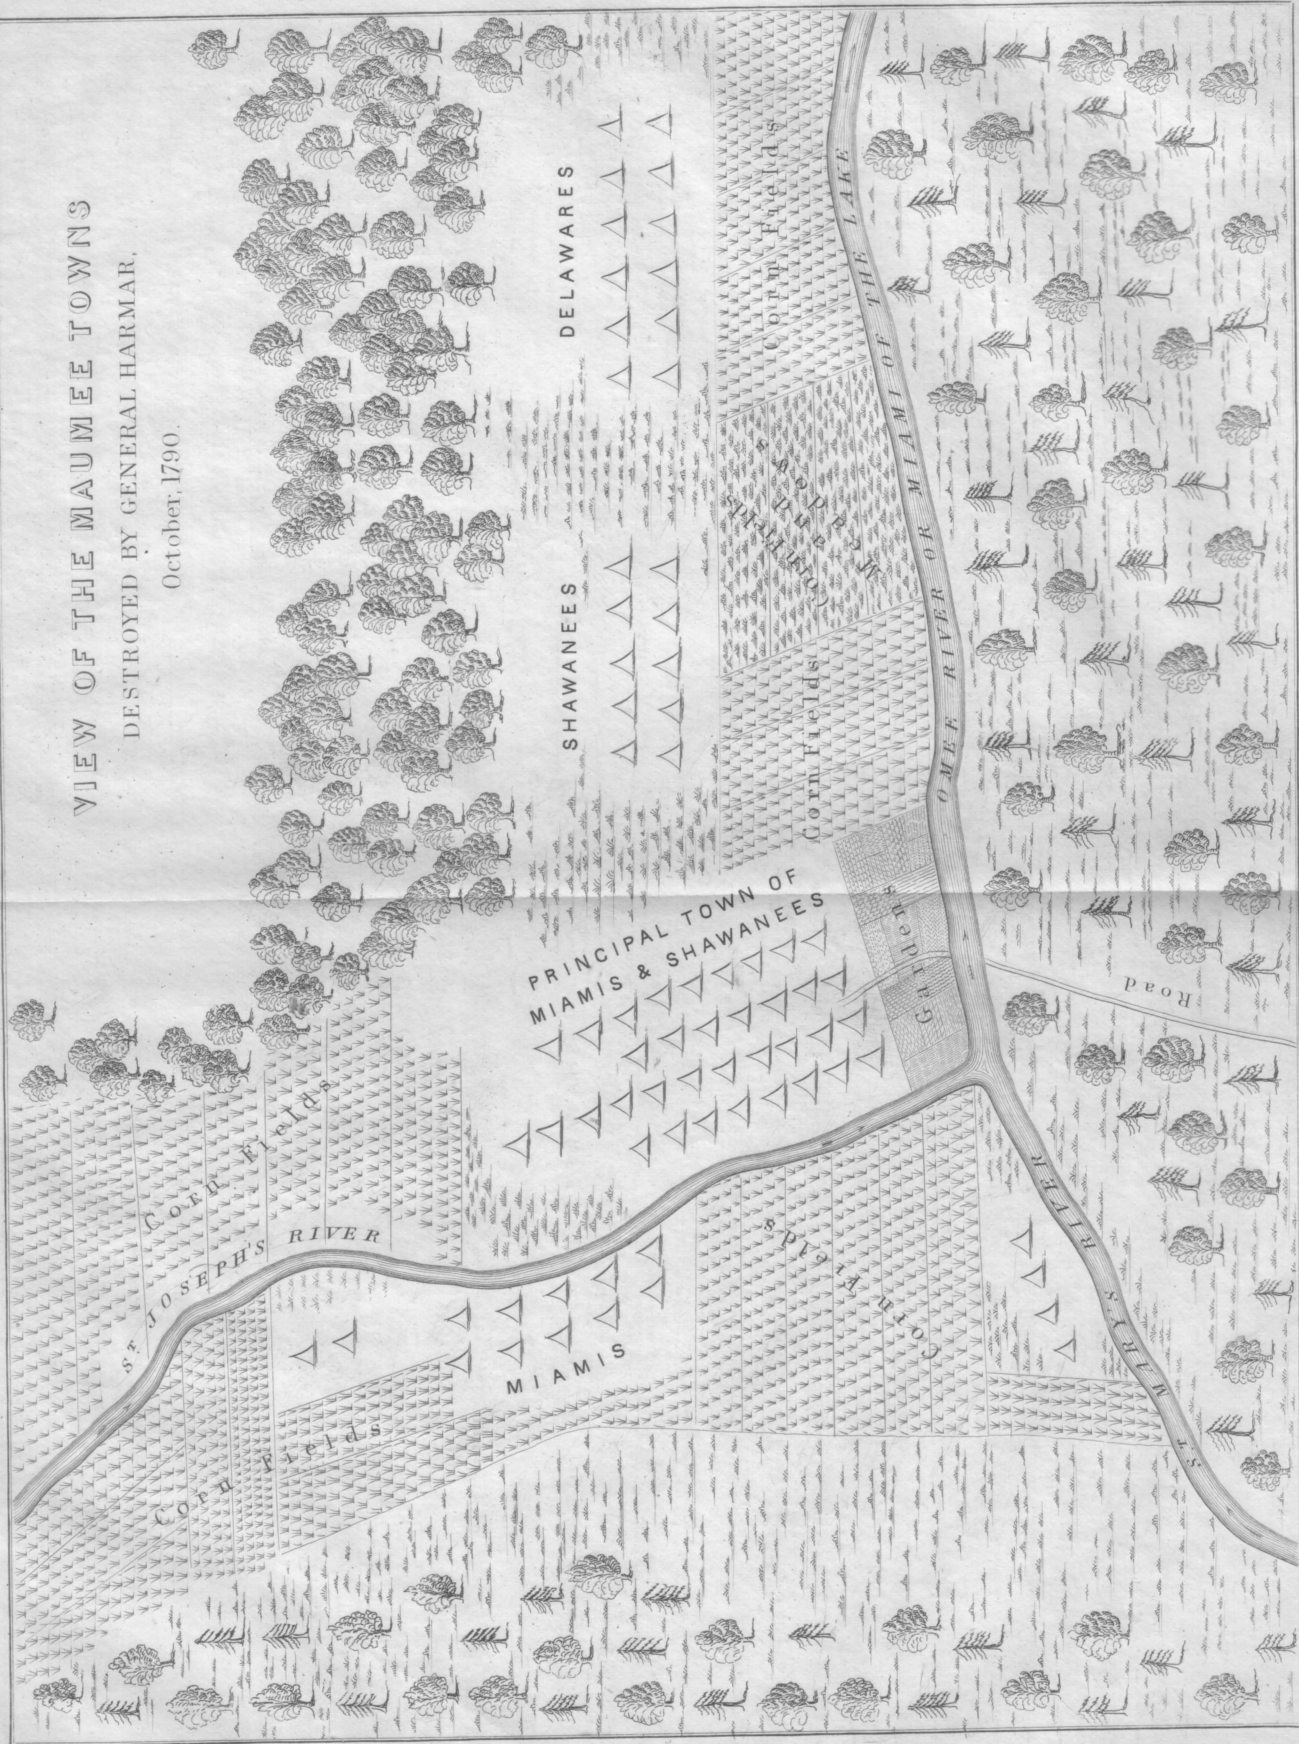 VIEW OF THE MAUMEE TOWNS
DESTROYED BY GENERAL HARMAR,
October, 1790.
DELAWARES
SHAWANEES
PRINCIPAL TOWN OF
MIAMIS & SHAWANEES
MIAMIS
Corn Fields
Cornfields
and
Meadows
Corn Fields
Gardens
OMEE RIVER OR MIAMI OF THE LAKE
Road
ST. JOSEPH'S RIVER
Corn Fields
Corn Fields
Corn Fields
ST. MARY'S RIVER